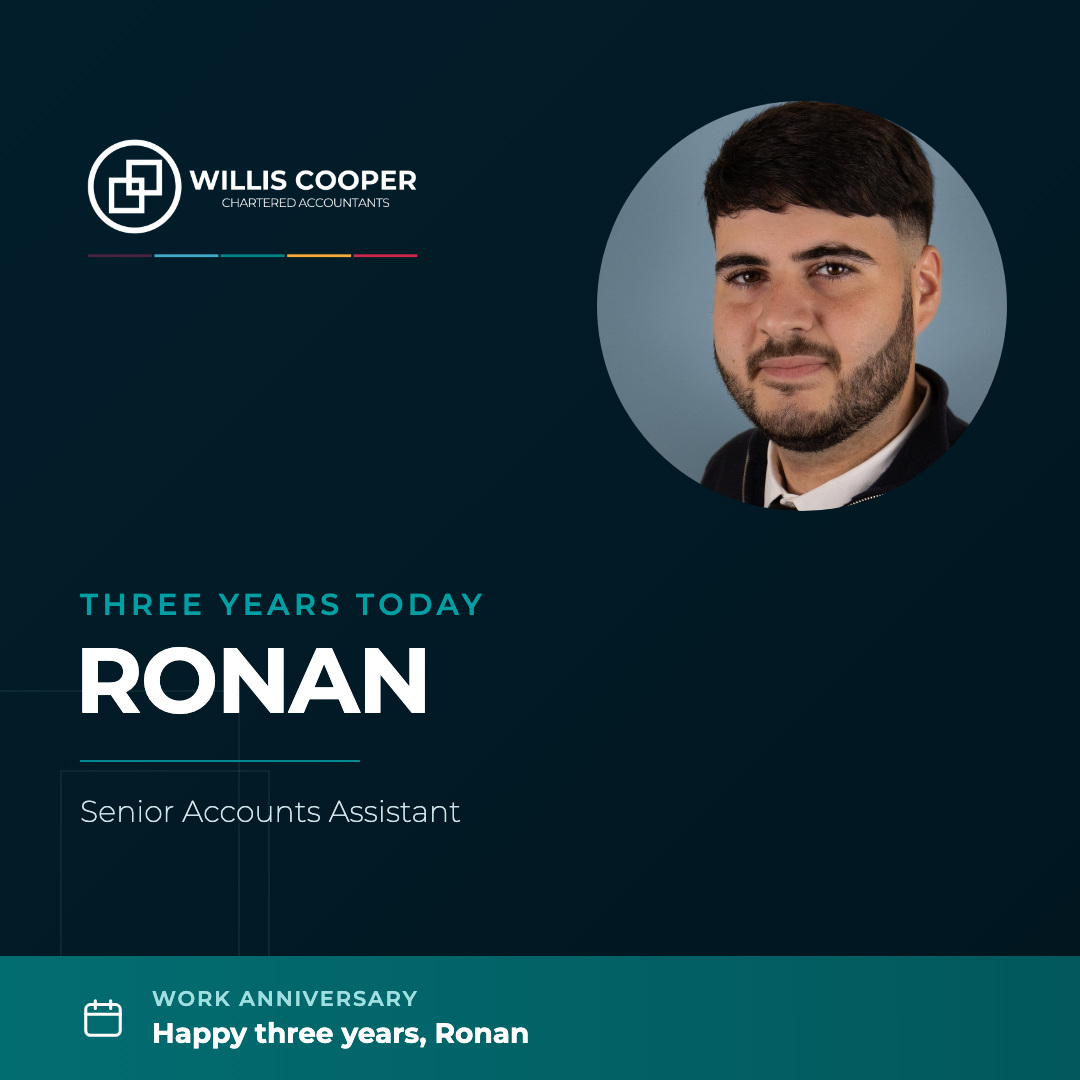 WILLIS COOPER
CHARTERED ACCOUNTANTS
THREE YEARS TODAY
RONAN
Senior Accounts Assistant
WORK ANNIVERSARY
Happy three years, Ronan